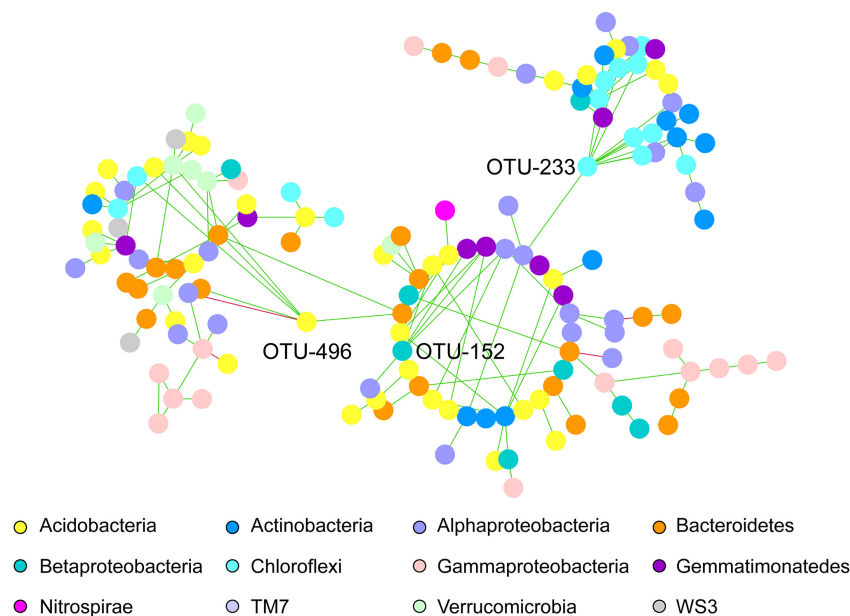 OTU-233
OTU-496
OTU-152
Acidobacteria Actinobacteria Alphaproteobacteria Bacteroidetes
Betaproteobacteria Chloroflexi Gammaproteobacteria Gemmatimonatedes
Nitrospirae TM7 Verrucomicrobia WS3